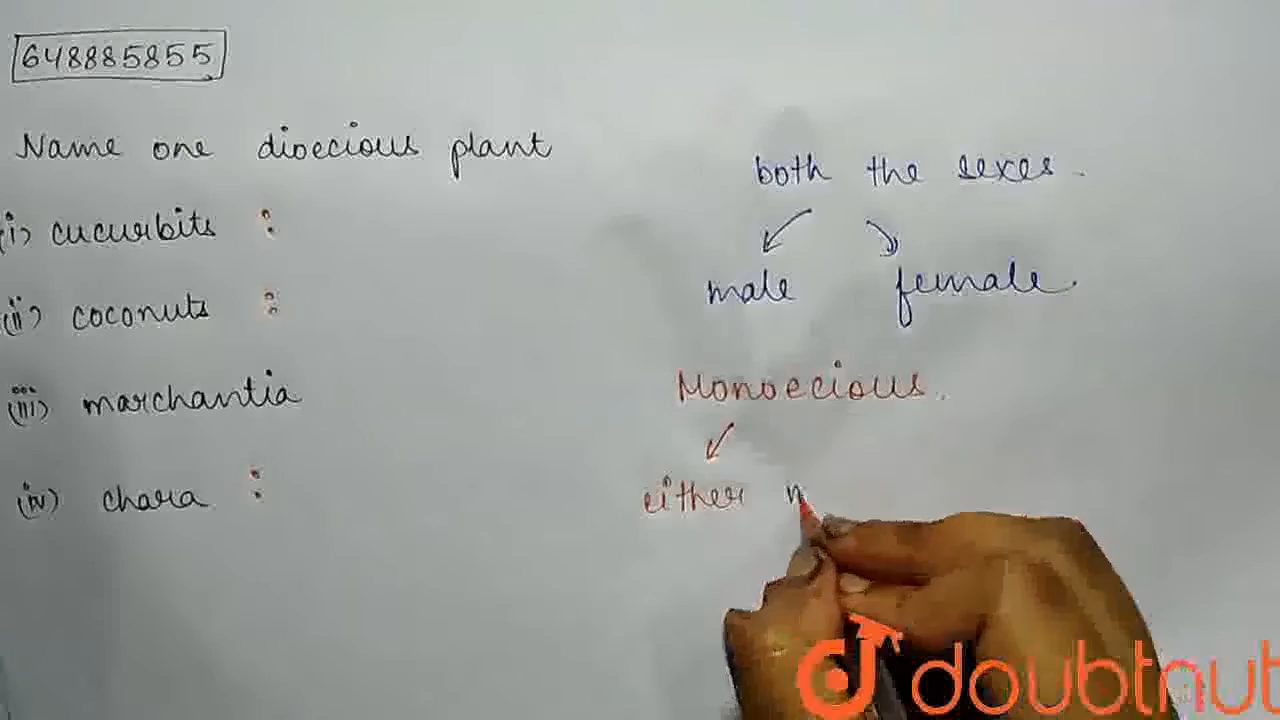 648885855
Name one dioecious plant
(i) cucurbits :
(ii) coconuts :
(iii) marchantia
(iv) chara :
both the sexes.
male female.
Monoecious.
either
doubtnut